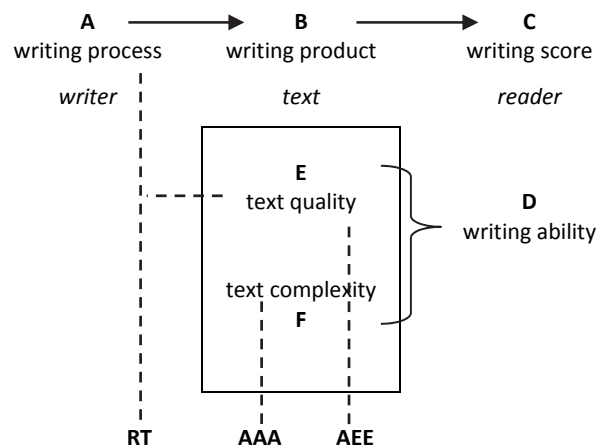 A B C
writing process writing product writing score
writer text reader
E
text quality
D
writing ability
text complexity
F
RT AAA AEE